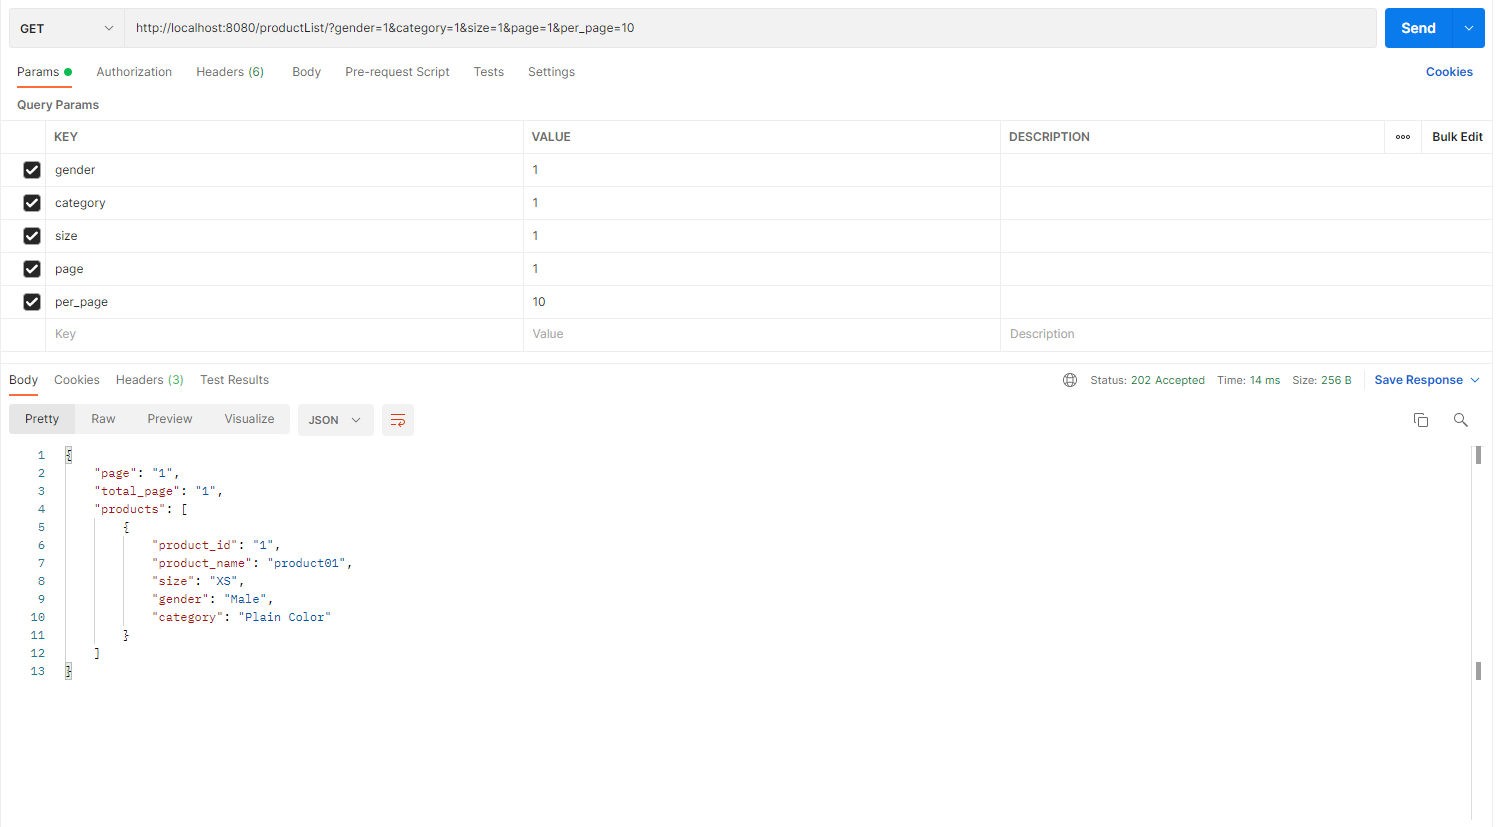 GET http://localhost:8080/productList/?gender=1&category=1&size=1&page=1&per_page=10 Send
Params Authorization Headers (6) Body Pre-request Script Tests Settings Cookies
Query Params
KEY VALUE DESCRIPTION ooo Bulk Edit
gender 1
category 1
size 1
page 1
per_page 10
Key Value Description
Body Cookies Headers (3) Test Results Status: 202 Accepted Time: 14 ms Size: 256 B Save Response
Pretty Raw Preview Visualize JSON
1 {
2 "page": "1",
3 "total_page": "1",
4 "products": [
5 {
6 "product_id": "1",
7 "product_name": "product01",
8 "size": "XS",
9 "gender": "Male",
10 "category": "Plain Color"
11 }
12 ]
13 }